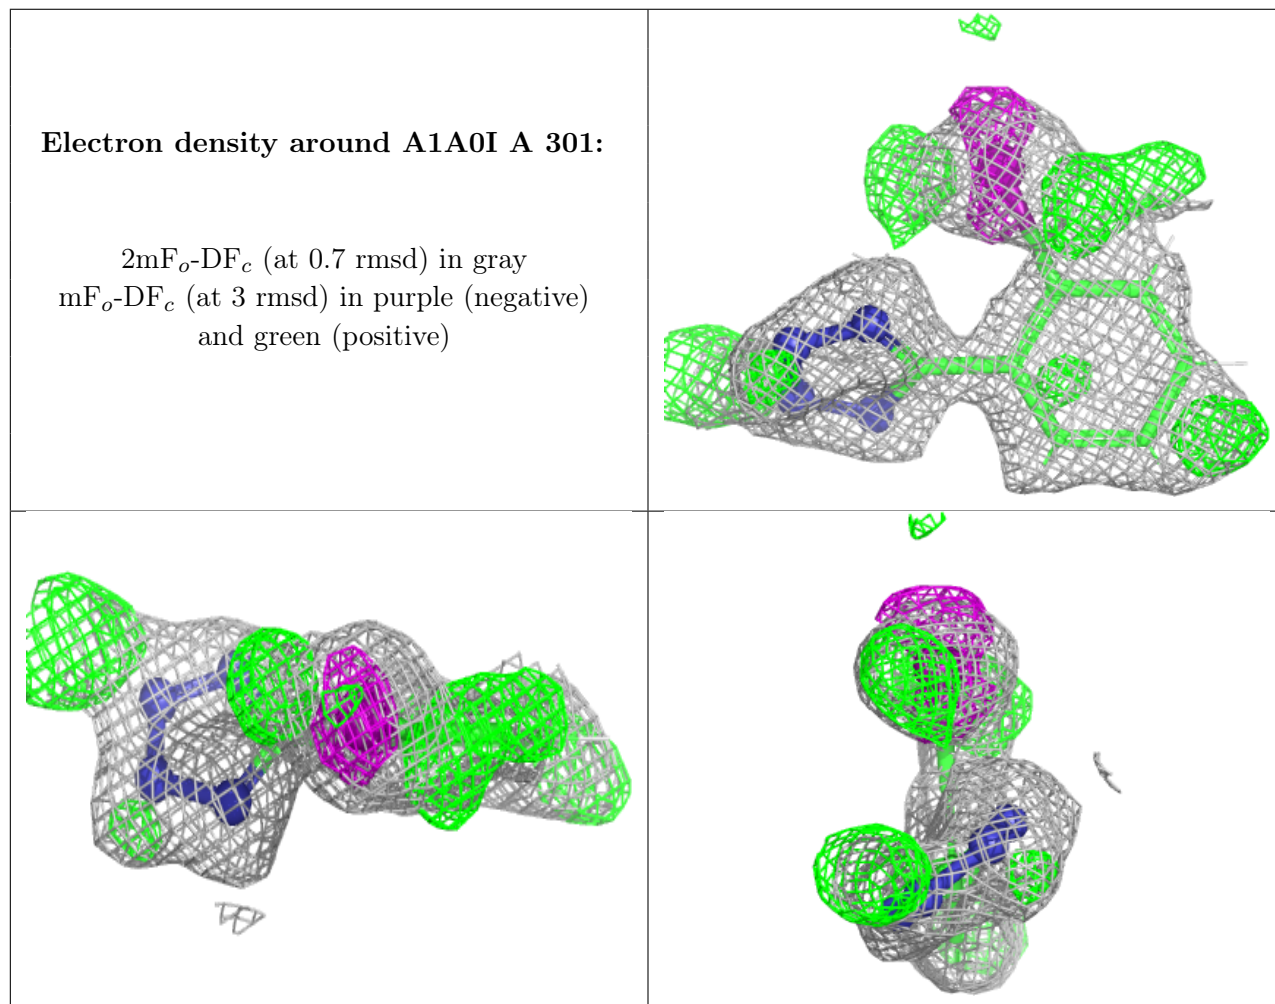 Electron density around A1A0I A 301:
2mFo-DFc (at 0.7 rmsd) in gray
mFo-DFc (at 3 rmsd) in purple (negative)
and green (positive)